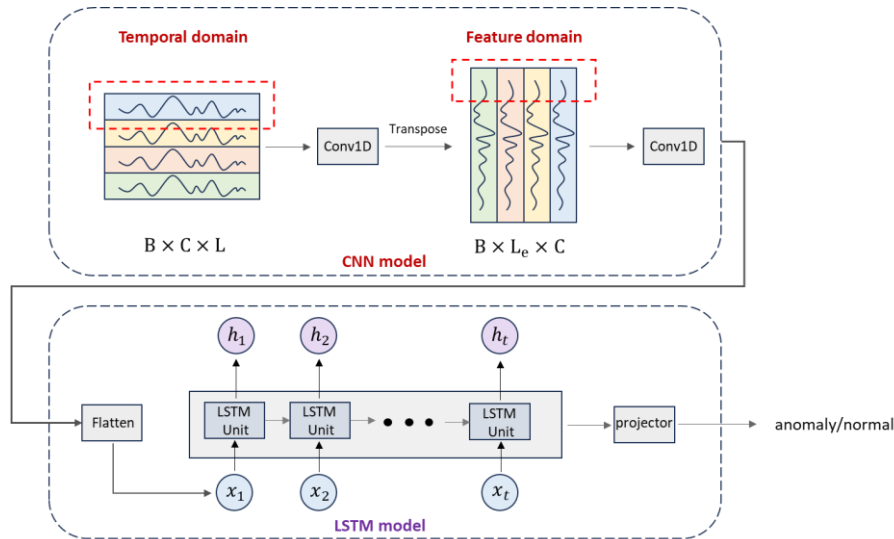 Temporal domain
Feature domain
Conv1D
Transpose
Conv1D
B × C × L
B × Lₑ × C
CNN model
h₁
h₂
hₜ
Flatten
LSTM
Unit
LSTM
Unit
• • •
LSTM
Unit
projector
anomaly/normal
x₁
x₂
xₜ
LSTM model